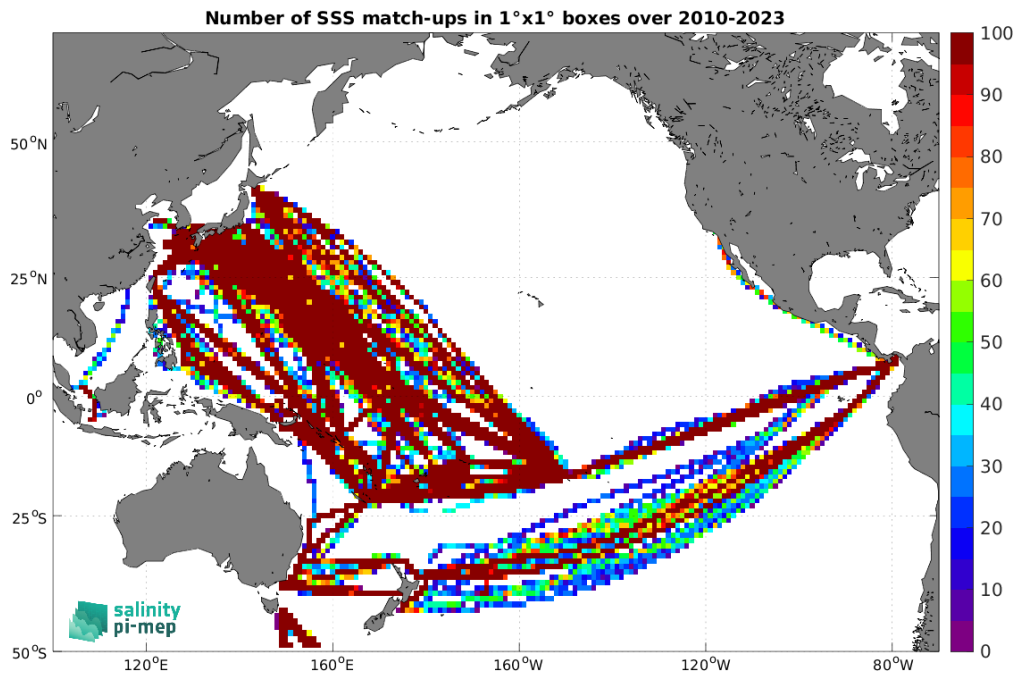 Number of SSS match-ups in 1°x1° boxes over 2010-2023
100
90
80
70
60
50
40
30
20
10
0
50°N
25°N
0°
25°S
50°S
120°E
160°E
160°W
120°W
80°W
salinity
pi-mep